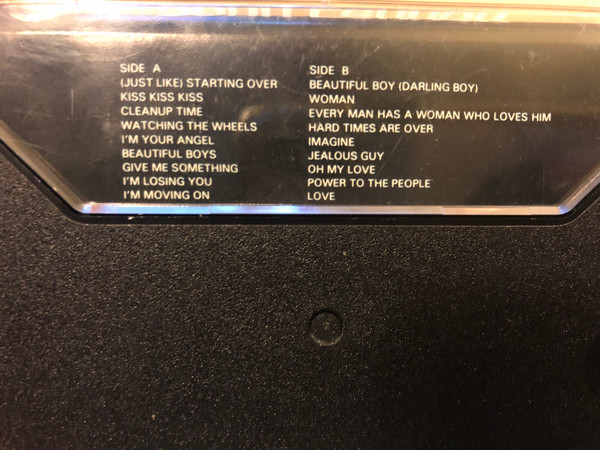 SIDE A
(JUST LIKE) STARTING OVER
KISS KISS KISS
CLEANUP TIME
WATCHING THE WHEELS
I'M YOUR ANGEL
BEAUTIFUL BOYS
GIVE ME SOMETHING
I'M LOSING YOU
I'M MOVING ON
SIDE B
BEAUTIFUL BOY (DARLING BOY)
WOMAN
EVERY MAN HAS A WOMAN WHO LOVES HIM
HARD TIMES ARE OVER
IMAGINE
JEALOUS GUY
OH MY LOVE
POWER TO THE PEOPLE
LOVE